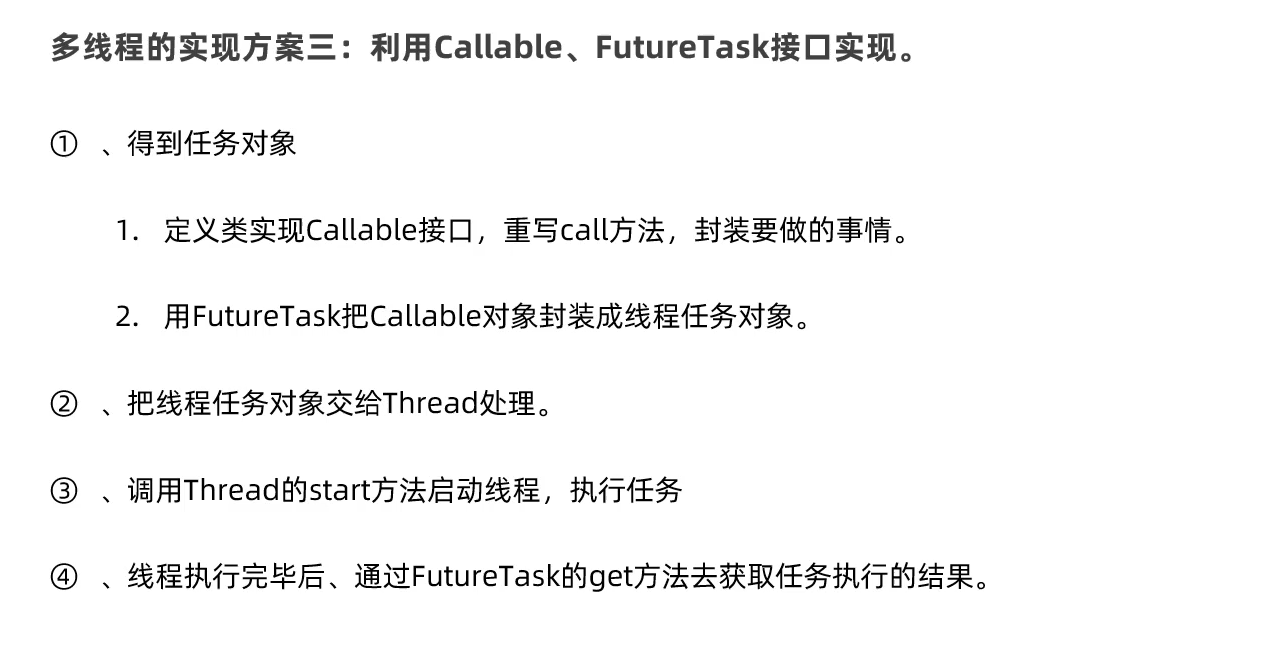 多线程的实现方案三：利用Callable、FutureTask接口实现。
① 、得到任务对象
1. 定义类实现Callable接口，重写call方法，封装要做的事情。
2. 用FutureTask把Callable对象封装成线程任务对象。
② 、把线程任务对象交给Thread处理。
③ 、调用Thread的start方法启动线程，执行任务
④ 、线程执行完毕后、通过FutureTask的get方法去获取任务执行的结果。